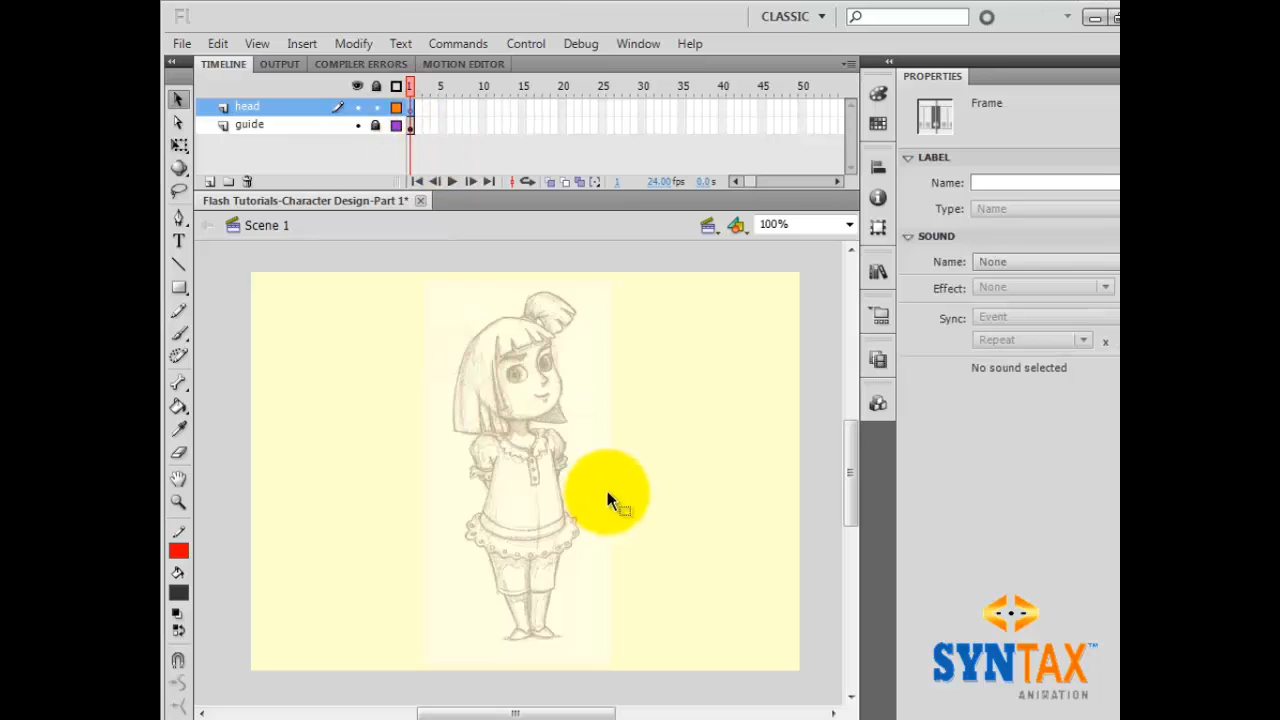 Fl
CLASSIC
File Edit View Insert Modify Text Commands Control Debug Window Help
TIMELINE OUTPUT COMPILER ERRORS MOTION EDITOR
PROPERTIES
1 5 10 15 20 25 30 35 40 45 50
head
guide
Frame
LABEL
Name:
Type: Name
1 24.00 fps 0.0 s
Flash Tutorials-Character Design-Part 1*
Scene 1
100%
SOUND
Name: None
Effect: None
Sync: Event
Repeat x
No sound selected
T
SYNTAX™
ANIMATION